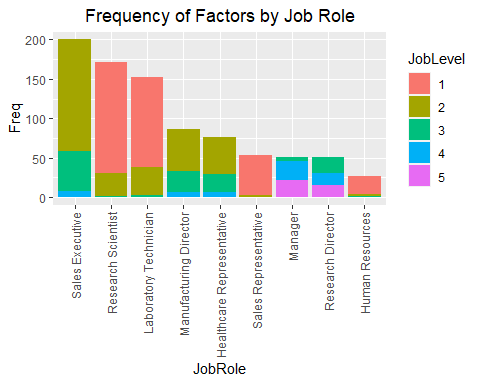 Frequency of Factors by Job Role
Freq
200
150
100
50
0
Sales Executive
Research Scientist
Laboratory Technician
Manufacturing Director
Healthcare Representative
Sales Representative
Manager
Research Director
Human Resources
JobRole
JobLevel
1
2
3
4
5